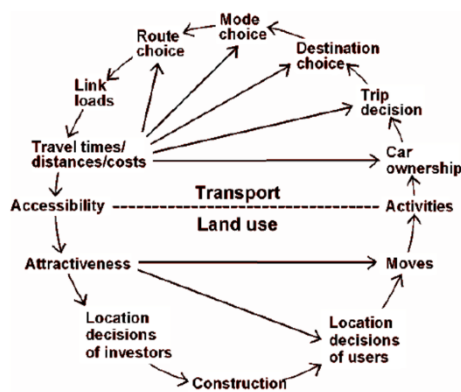 Mode
choice
Route
choice
Destination
choice
Link
loads
Trip
decision
Travel times/
distances/costs
Car
ownership
Transport
Accessibility
Activities
Land use
Attractiveness
Moves
Location
decisions
of investors
Location
decisions
of users
Construction